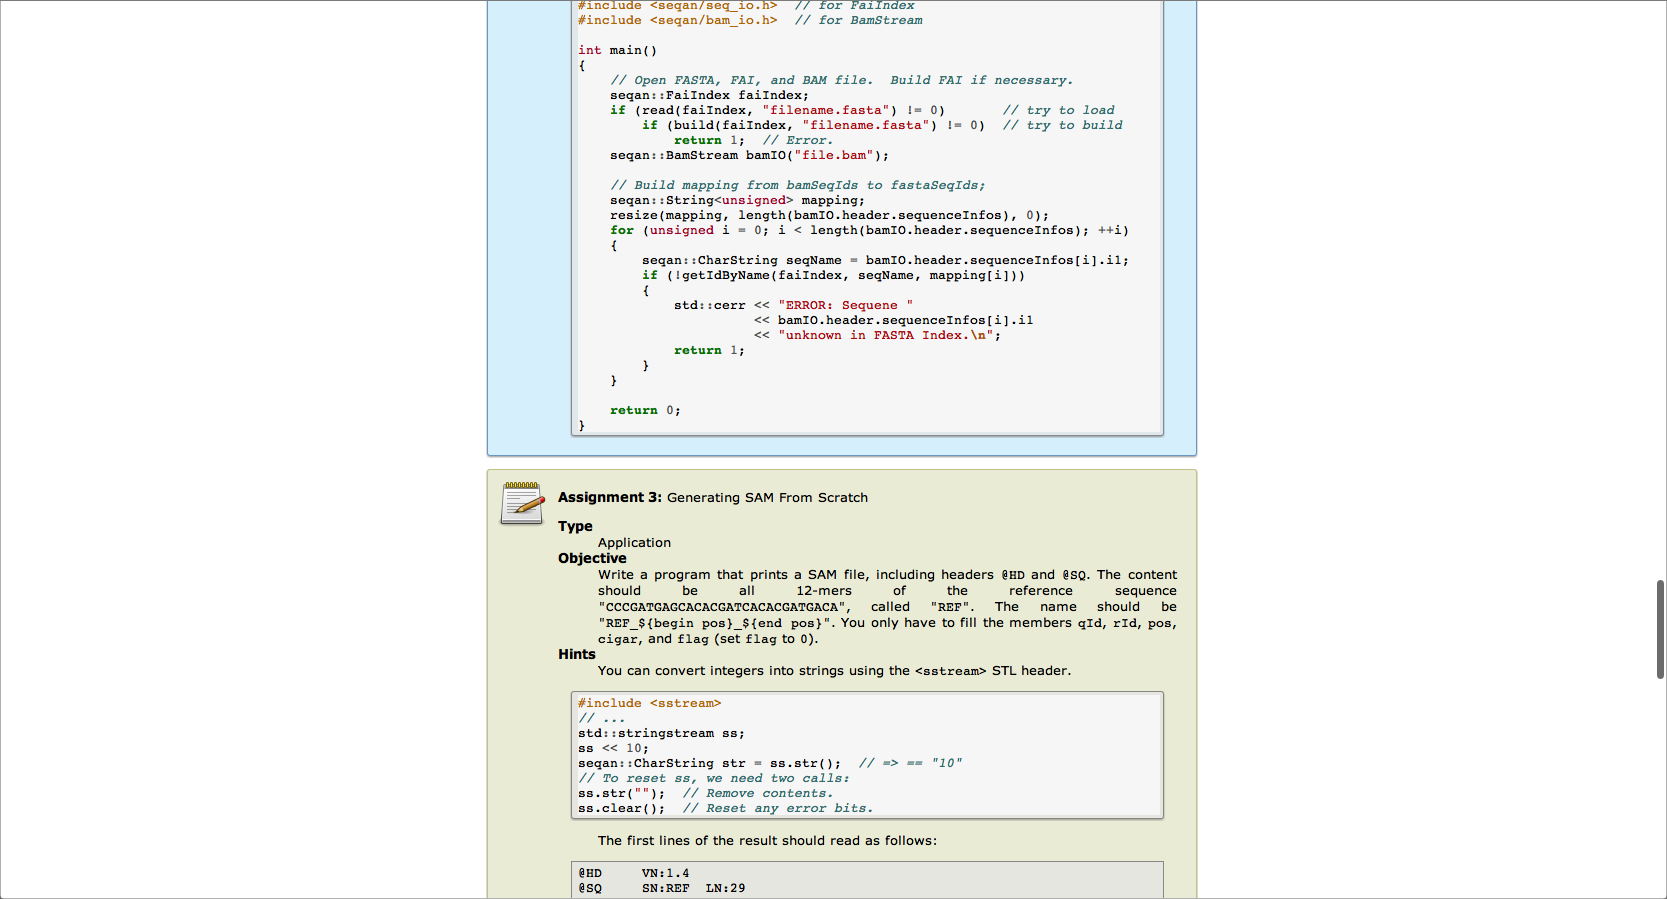 #include <seqan/seq_io.h>  // for FaiIndex
#include <seqan/bam_io.h>  // for BamStream
int main()
{
    // Open FASTA, FAI, and BAM file.  Build FAI if necessary.
    seqan::FaiIndex faiIndex;
    if (read(faiIndex, "filename.fasta") != 0)       // try to load
        if (build(faiIndex, "filename.fasta") != 0)  // try to build
            return 1;  // Error.
    seqan::BamStream bamIO("file.bam");
    // Build mapping from bamSeqIds to fastaSeqIds;
    seqan::String<unsigned> mapping;
    resize(mapping, length(bamIO.header.sequenceInfos), 0);
    for (unsigned i = 0; i < length(bamIO.header.sequenceInfos); ++i)
    {
        seqan::CharString seqName = bamIO.header.sequenceInfos[i].i1;
        if (!getIdByName(faiIndex, seqName, mapping[i]))
        {
            std::cerr << "ERROR: Sequene "
                      << bamIO.header.sequenceInfos[i].i1
                      << "unknown in FASTA Index.\n";
            return 1;
        }
    }
    return 0;
}
Assignment 3: Generating SAM From Scratch
Type
Application
Objective
Write a program that prints a SAM file, including headers @HD and @SQ. The content
should be all 12-mers of the reference sequence
"CCCGATGAGCACACGATCACACGATGACA", called "REF". The name should be
"REF_${begin pos}_${end pos}". You only have to fill the members qId, rId, pos,
cigar, and flag (set flag to 0).
Hints
You can convert integers into strings using the <sstream> STL header.
#include <sstream>
// ...
std::stringstream ss;
ss << 10;
seqan::CharString str = ss.str();  // => == "10"
// To reset ss, we need two calls:
ss.str("");  // Remove contents.
ss.clear();  // Reset any error bits.
The first lines of the result should read as follows:
@HD     VN:1.4
@SQ     SN:REF  LN:29